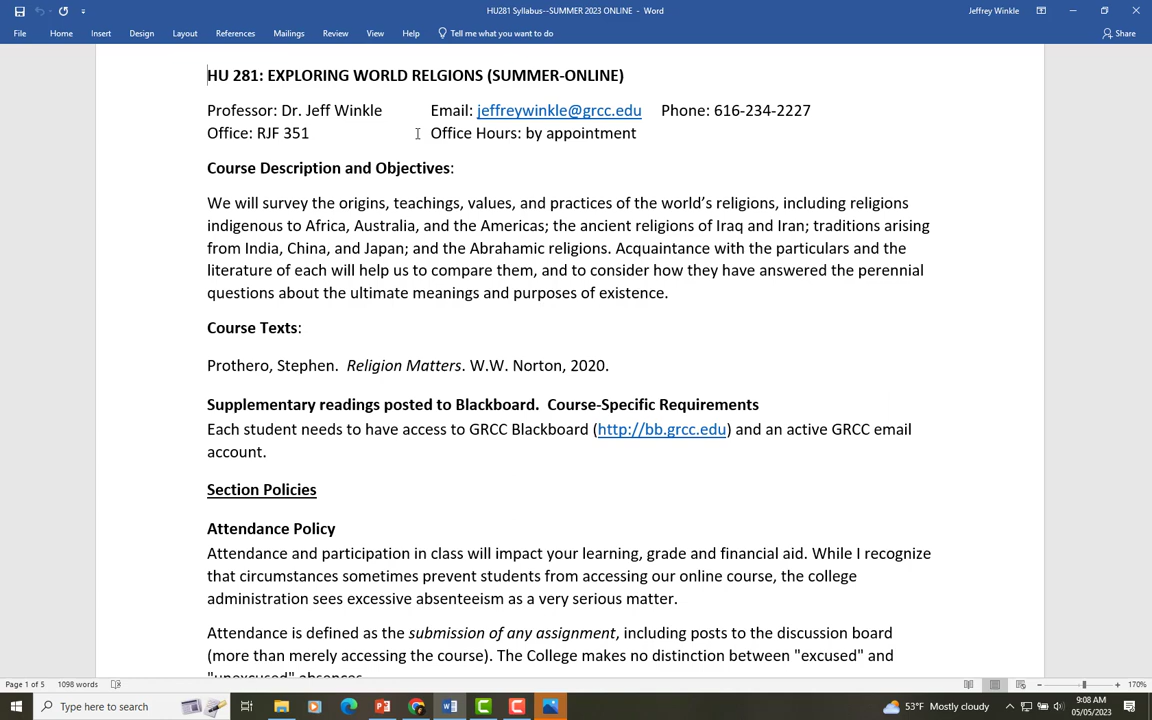 HU281 Syllabus--SUMMER 2023 ONLINE - Word
Jeffrey Winkle
File Home Insert Design Layout References Mailings Review View Help Tell me what you want to do Share
HU 281: EXPLORING WORLD RELGIONS (SUMMER-ONLINE)
Professor: Dr. Jeff Winkle Email: jeffreywinkle@grcc.edu Phone: 616-234-2227
Office: RJF 351 Office Hours: by appointment
Course Description and Objectives:
We will survey the origins, teachings, values, and practices of the world’s religions, including religions
indigenous to Africa, Australia, and the Americas; the ancient religions of Iraq and Iran; traditions arising
from India, China, and Japan; and the Abrahamic religions. Acquaintance with the particulars and the
literature of each will help us to compare them, and to consider how they have answered the perennial
questions about the ultimate meanings and purposes of existence.
Course Texts:
Prothero, Stephen. Religion Matters. W.W. Norton, 2020.
Supplementary readings posted to Blackboard. Course-Specific Requirements
Each student needs to have access to GRCC Blackboard (http://bb.grcc.edu) and an active GRCC email
account.
Section Policies
Attendance Policy
Attendance and participation in class will impact your learning, grade and financial aid. While I recognize
that circumstances sometimes prevent students from accessing our online course, the college
administration sees excessive absenteeism as a very serious matter.
Attendance is defined as the submission of any assignment, including posts to the discussion board
(more than merely accessing the course). The College makes no distinction between "excused" and
"unexcused" absences.
Page 1 of 5 1098 words 170%
Type here to search 53°F Mostly cloudy 9:08 AM
05/05/2023